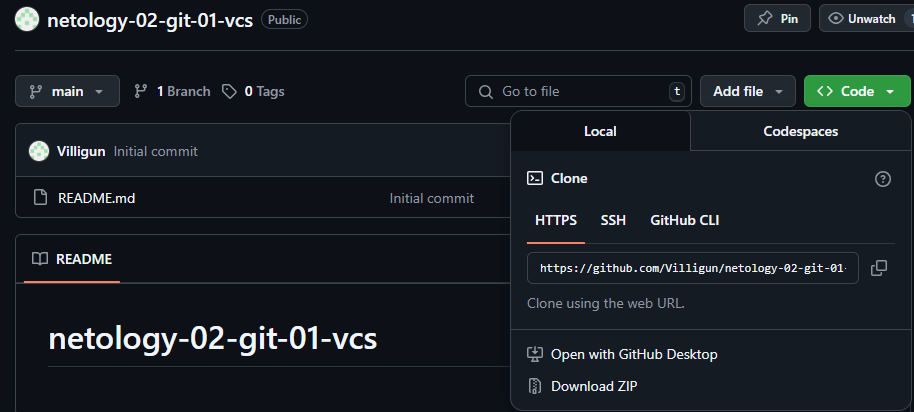 netology-02-git-01-vcs Public Pin Unwatch
main 1 Branch 0 Tags Go to file t Add file Code
Local Codespaces
Villigun Initial commit
Clone
README.md Initial commit
HTTPS SSH GitHub CLI
https://github.com/Villigun/netology-02-git-01-
README
Clone using the web URL.
netology-02-git-01-vcs
Open with GitHub Desktop
Download ZIP